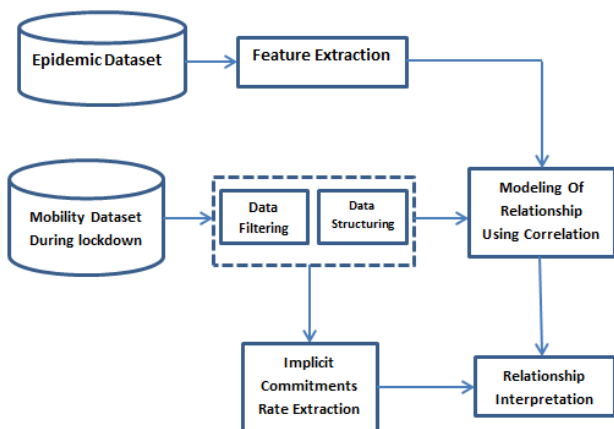 Epidemic Dataset
Feature Extraction
Mobility Dataset
During lockdown
Data
Filtering
Data
Structuring
Modeling Of
Relationship
Using Correlation
Implicit
Commitments
Rate Extraction
Relationship
Interpretation